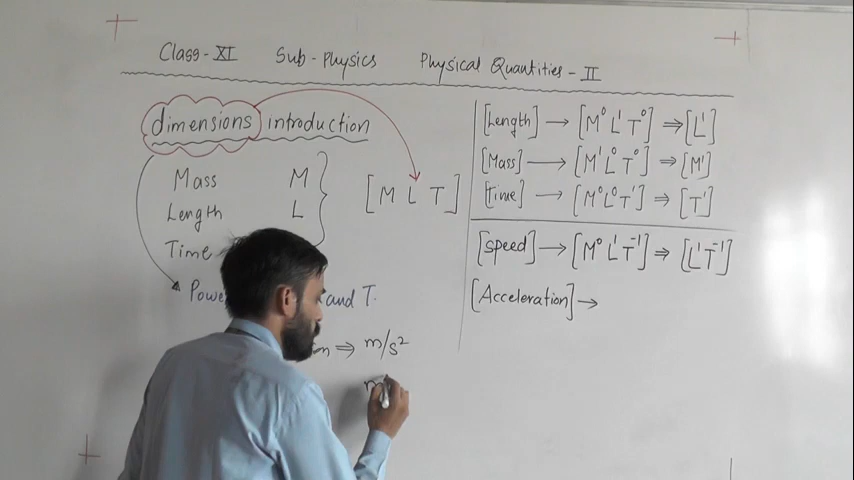 Class-XI Sub-physics Physical Quantities-II
dimensions introduction
Mass M
Length L
Time
[M L T]
Powe and T.
⇒ m/s²
m
[Length] → [M⁰ L¹ T⁰] ⇒ [L¹]
[Mass] → [M¹ L⁰ T⁰] ⇒ [M¹]
[Time] → [M⁰ L⁰ T¹] ⇒ [T¹]
[Speed] → [M⁰ L¹ T⁻¹] ⇒ [L¹ T⁻¹]
[Acceleration] →